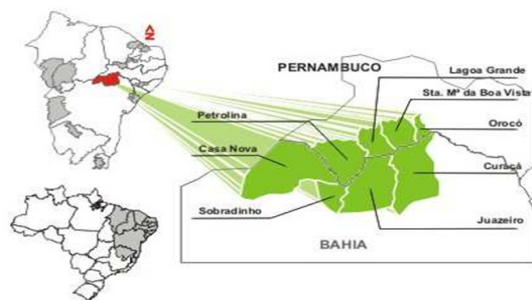 N
PERNAMBUCO
Lagoa Grande
Sta. Mª da Boa Vista
Petrolina
Orocó
Casa Nova
Curaçá
Sobradinho
Juazeiro
BAHIA